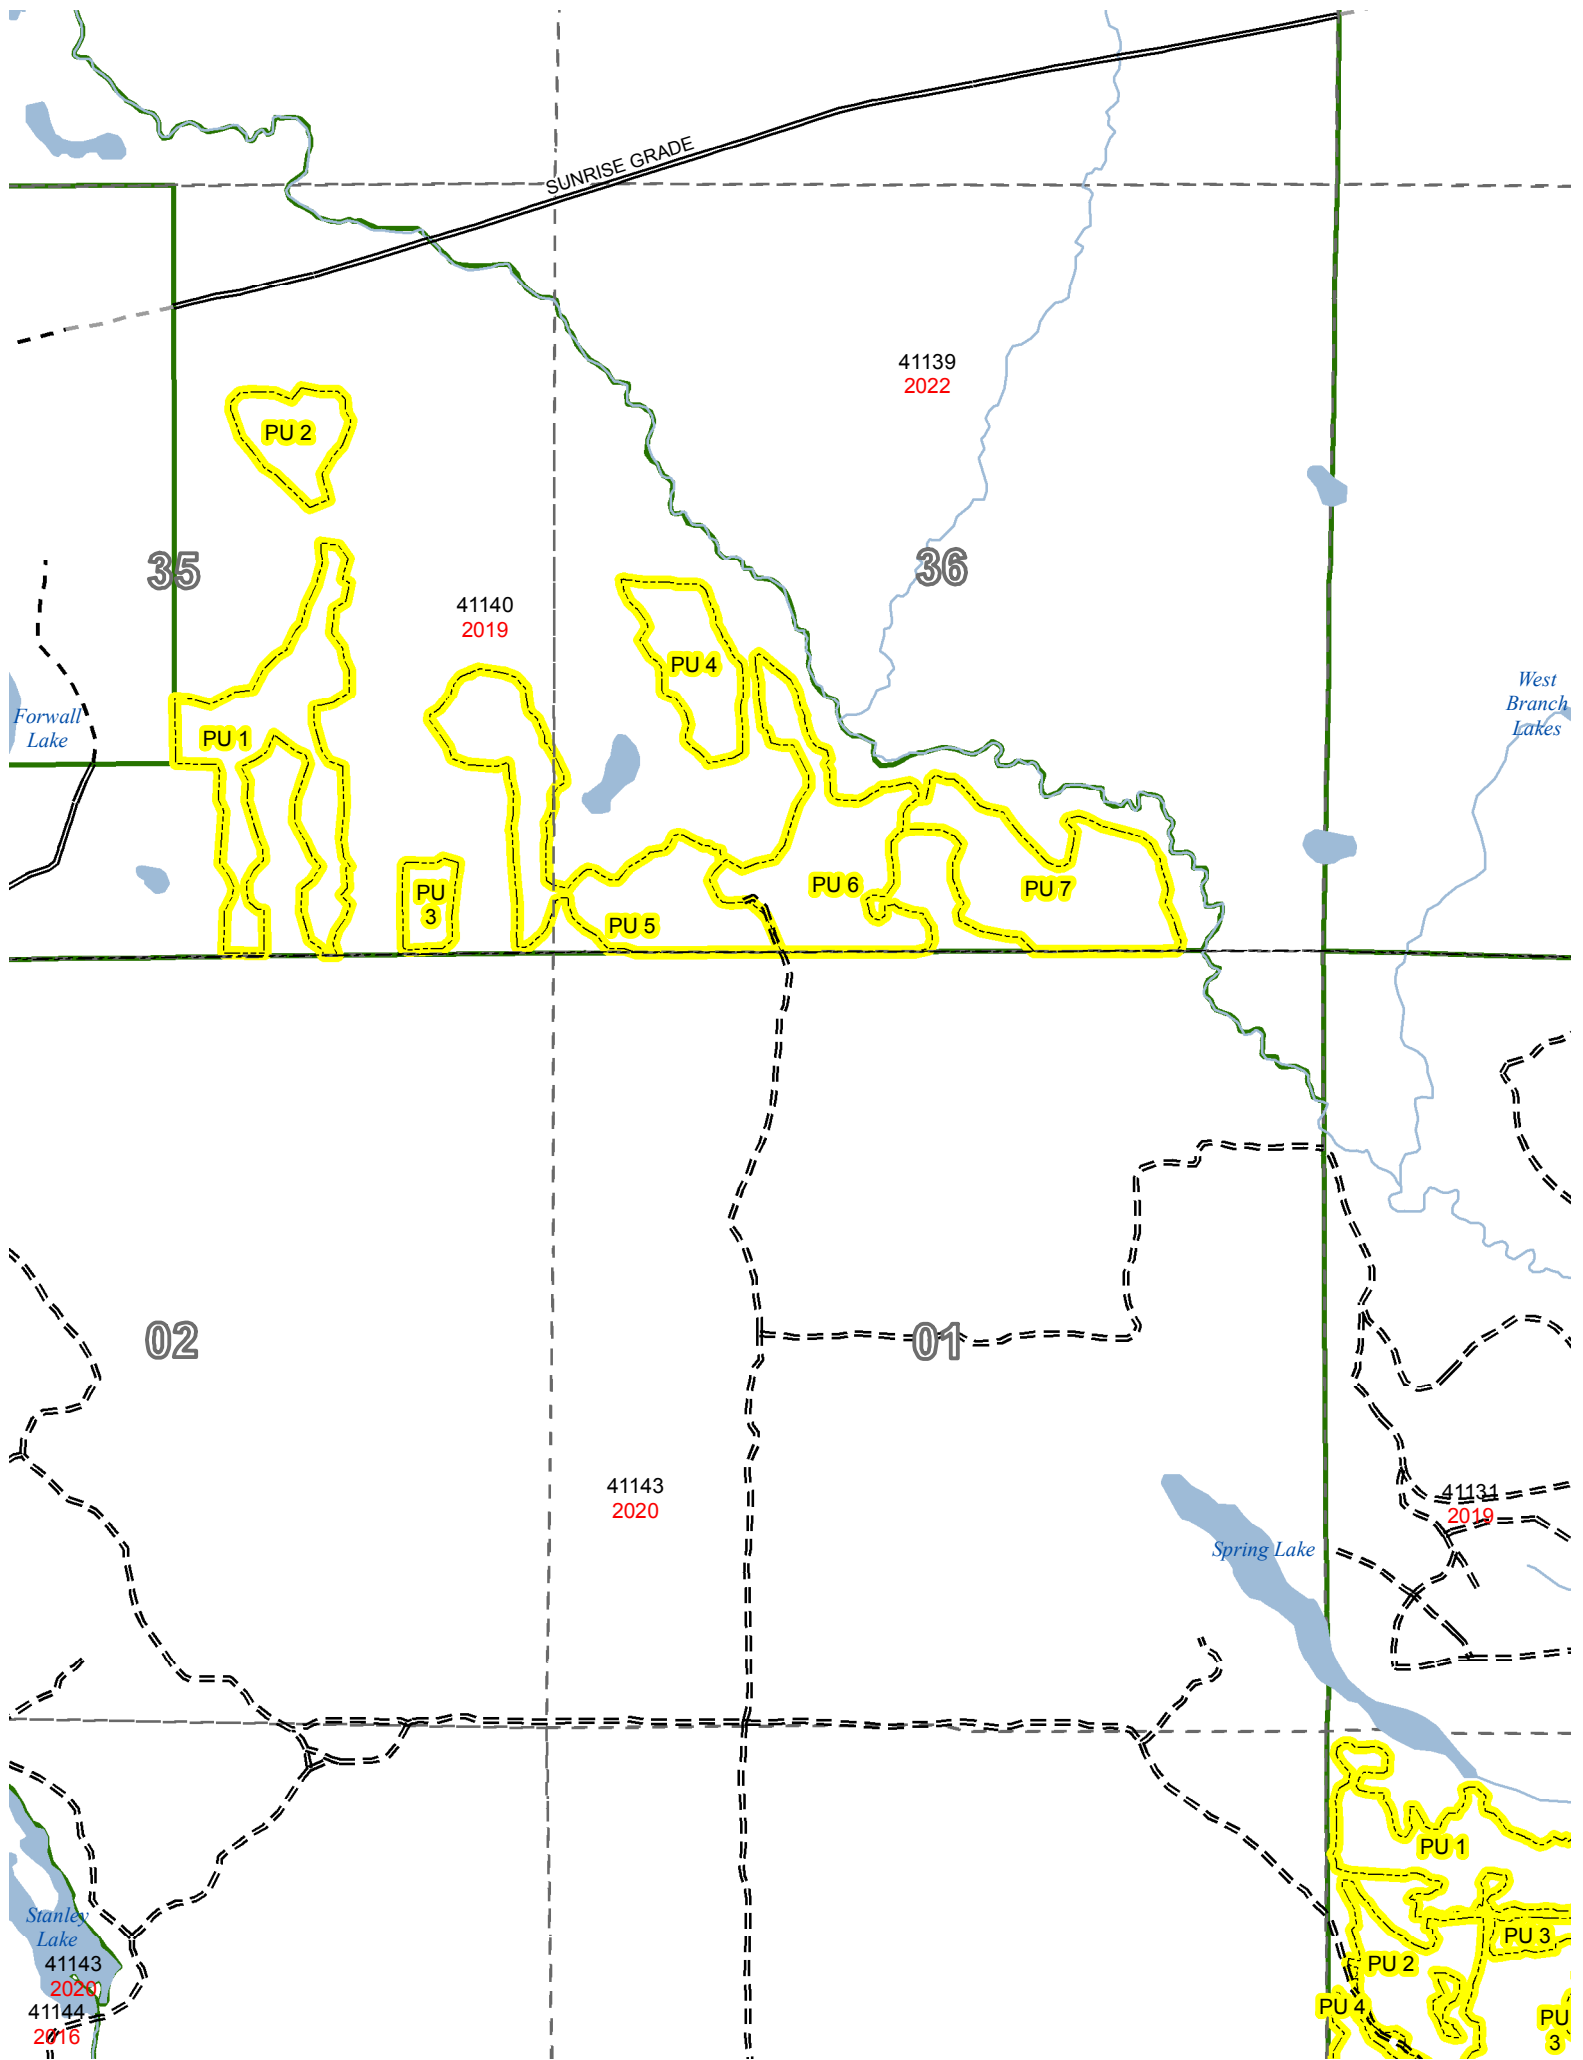 SUNRISE GRADE
41139
2022
PU 2
35
36
41140
2019
PU 4
West
Branch
Lakes
Forwall
Lake
PU 1
PU
3
PU 6
PU 7
PU 5
02
01
41143
2020
41131
2019
Spring Lake
PU 1
Stanley
Lake
PU 3
41143
2020
PU 2
41144
2016
PU 4
PU
3